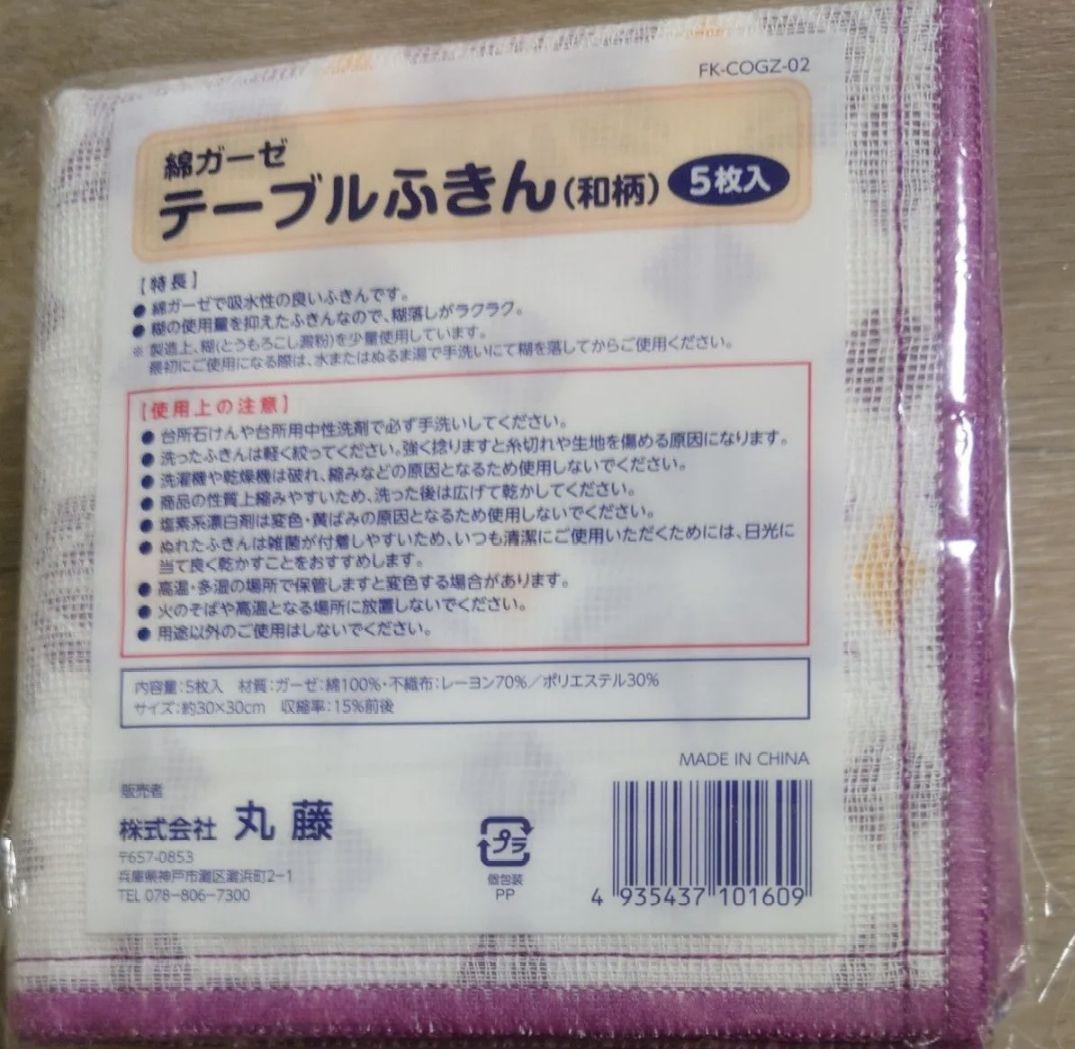 FK-COGZ-02
綿ガーゼ
テーブルふきん(和柄) 5枚入
【特長】
● 綿ガーゼで吸水性の良いふきんです。
● 糊の使用量を抑えたふきんなので、糊落しがラクラク。
※ 製造上、糊(とうもろこし澱粉)を少量使用しています。
最初にご使用になる際は、水またはぬるま湯で手洗いにて糊を落してからご使用ください。
【使用上の注意】
● 台所石けんや台所用中性洗剤で必ず手洗いしてください。
● 洗ったふきんは軽く絞ってください。強く捻りますと糸切れや生地を傷める原因になります。
● 洗濯機や乾燥機は破れ、縮みなどの原因となるため使用しないでください。
● 商品の性質上縮みやすいため、洗った後は広げて乾かしてください。
● 塩素系漂白剤は変色・黄ばみの原因となるため使用しないでください。
● ぬれたふきんは雑菌が付着しやすいため、いつも清潔にご使用いただくためには、日光に
当て良く乾かすことをおすすめします。
● 高温・多湿の場所で保管しますと変色する場合があります。
● 火のそばや高温となる場所に放置しないでください。
● 用途以外のご使用はしないでください。
内容量:5枚入 材質:ガーゼ:綿100%・不織布:レーヨン70%/ポリエステル30%
サイズ:約30×30cm 収縮率:15%前後
MADE IN CHINA
販売者
株式会社 丸藤
〒657-0853
兵庫県神戸市灘区灘浜町2-1
TEL 078-806-7300
プラ
個包装
PP
4 935437 101609